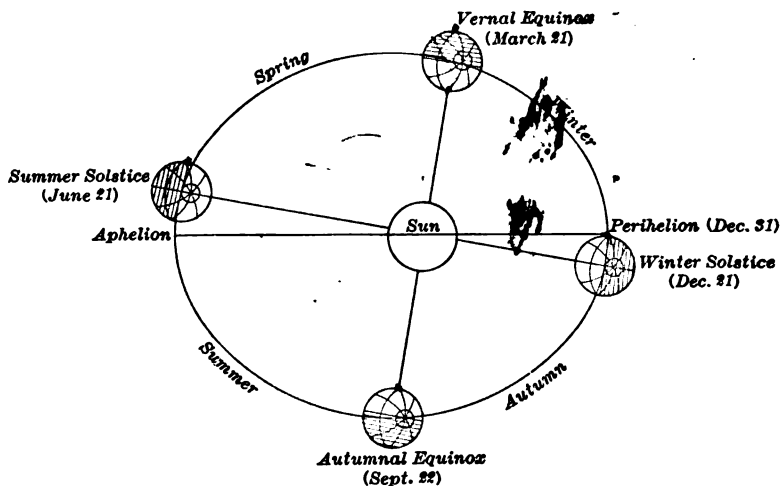 Vernal Equinox
(March 21)
Spring
Winter
Summer Solstice
(June 21)
Sun
Aphelion
Perihelion (Dec. 31)
Winter Solstice
(Dec. 21)
Summer
Autumn
Autumnal Equinox
(Sept. 22)